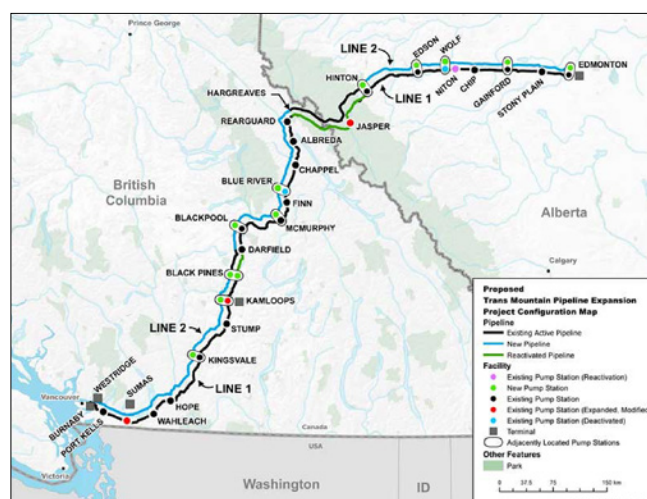 Prince George
LINE 2
EDSON
WOLF
EDMONTON
HINTON
NITON
CHIP
GAINFORD
STONY PLAIN
LINE 1
HARGREAVES
REARGUARD
JASPER
ALBREDA
CHAPPEL
British
Columbia
BLUE RIVER
FINN
BLACKPOOL
MCMURPHY
Alberta
DARFIELD
Calgary
BLACK PINES
KAMLOOPS
LINE 2
STUMP
KINGSVALE
LINE 1
WESTRIDGE
SUMAS
Vancouver
BURNABY
HOPE
PORT KELLS
WAHLEACH
Canada
USA
Victoria
Washington
ID
Proposed
Trans Mountain Pipeline Expansion
Project Configuration Map
Pipeline
Existing Active Pipeline
New Pipeline
Reactivated Pipeline
Facility
Existing Pump Station (Reactivation)
New Pump Station
Existing Pump Station
Existing Pump Station (Expanded, Modified)
Existing Pump Station (Deactivated)
Terminal
Adjacently Located Pump Stations
Other Features
Park
0 37.5 75 150 km